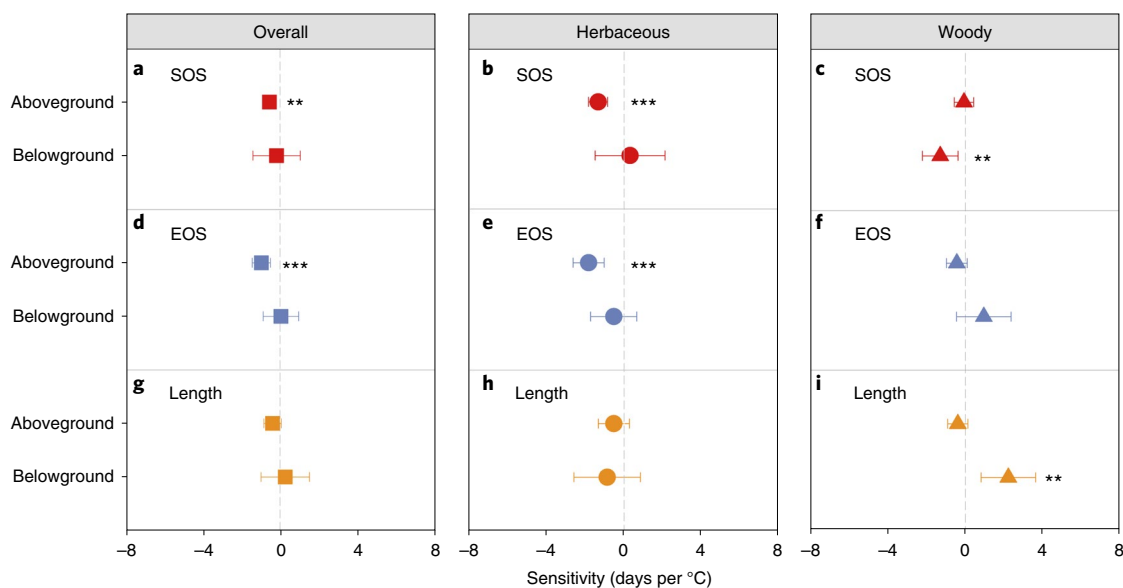 Overall Herbaceous Woody
a SOS b SOS c SOS
Aboveground ** ***
Belowground **
d EOS e EOS f EOS
Aboveground *** ***
Belowground
g Length h Length i Length
Aboveground
Belowground **
−8 −4 0 4 8 −8 −4 0 4 8 −8 −4 0 4 8
Sensitivity (days per °C)